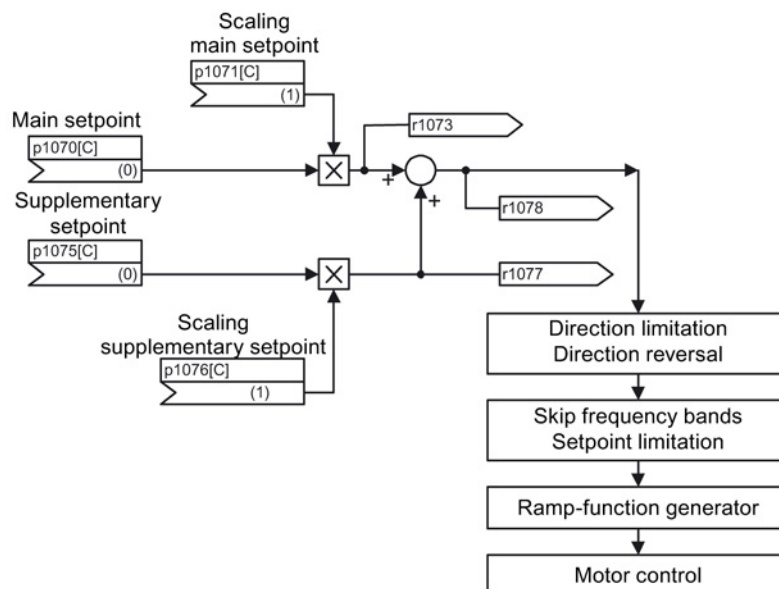 Scaling
main setpoint
p1071[C]
(1)
Main setpoint
p1070[C]
(0)
r1073
+
+
r1078
Supplementary
setpoint
p1075[C]
(0)
r1077
Scaling
supplementary setpoint
p1076[C]
(1)
Direction limitation
Direction reversal
Skip frequency bands
Setpoint limitation
Ramp-function generator
Motor control